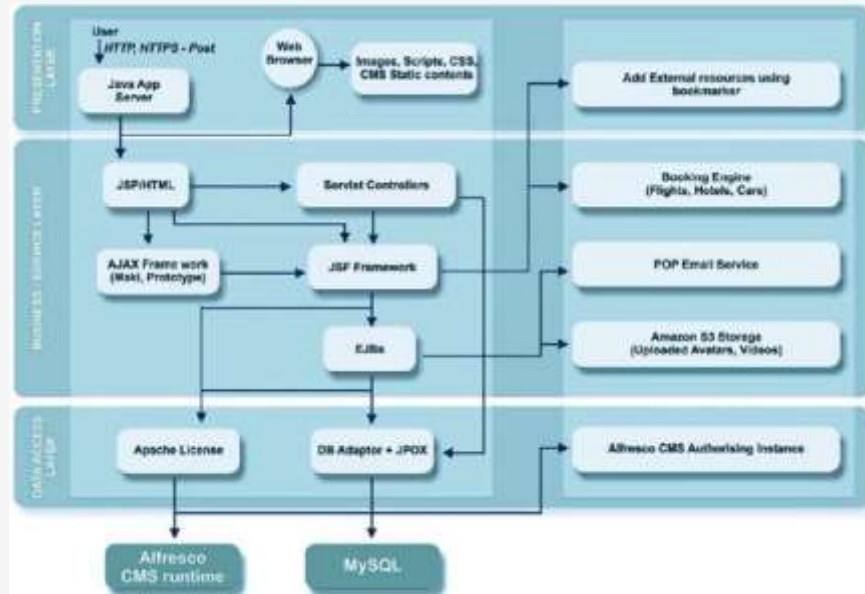 PRESENTATION
LAYER
User
HTTP, HTTPS - Post
Java App
Server
Web
Browser
Images, Scripts, CSS,
CMS Static contents
Add External resources using
bookmarker
BUSINESS - SERVICE LAYER
JSP/HTML
Servlet Controllers
Booking Engine
(Flights, Hotels, Cars)
AJAX Frame work
(Maki, Prototype)
JSF Framework
POP Email Service
EJBs
Amazon S3 Storage
(Uploaded Avatars, Videos)
DATA ACCESS
LAYER
Apache License
DB Adaptor + JPOX
Alfresco CMS Authorising Instance
Alfresco
CMS runtime
MySQL